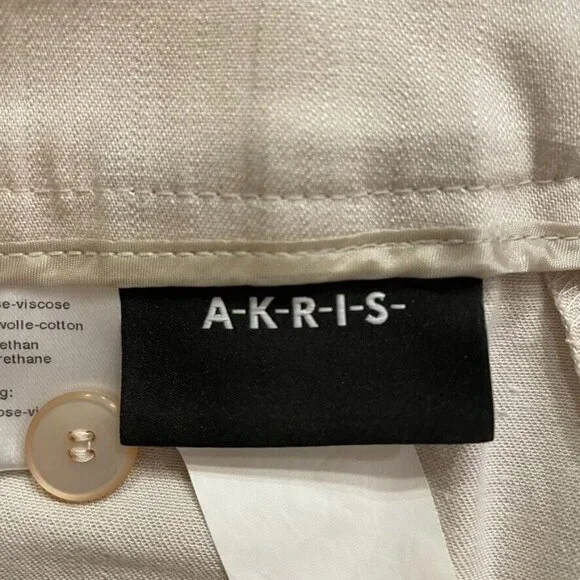 A-K-R-I-S-
se-viscose
wolle-cotton
ethan
rethane
g:
ose-vi